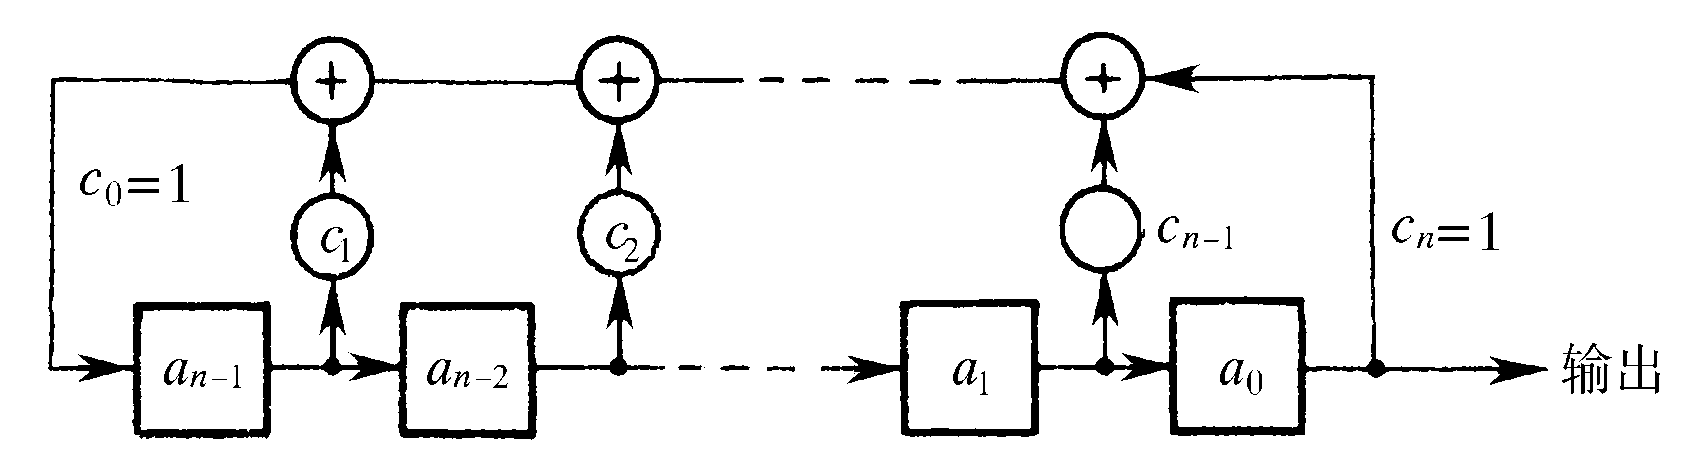 + + +
c₀=1 c₁ c₂ cₙ₋₁ cₙ=1
aₙ₋₁ aₙ₋₂ a₁ a₀ 输出